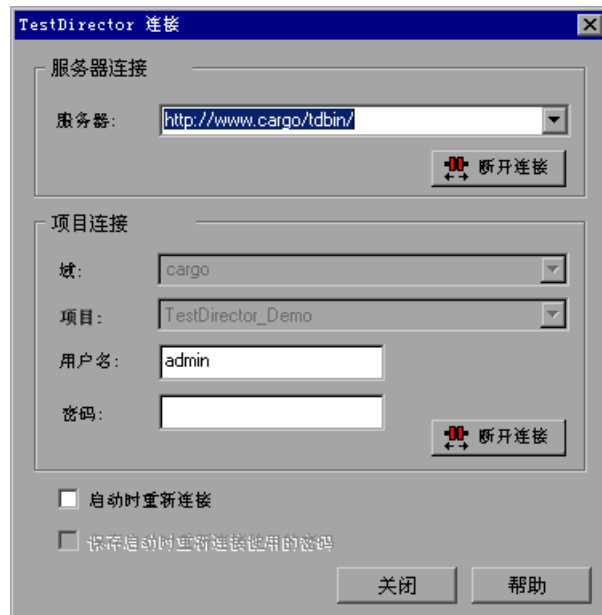 TestDirector 连接
服务器连接
服务器: http://www.cargo/tdbin/
断开连接
项目连接
域: cargo
项目: TestDirector_Demo
用户名: admin
密码:
断开连接
启动时重新连接
保存启动时重新连接使用的密码
关闭 帮助